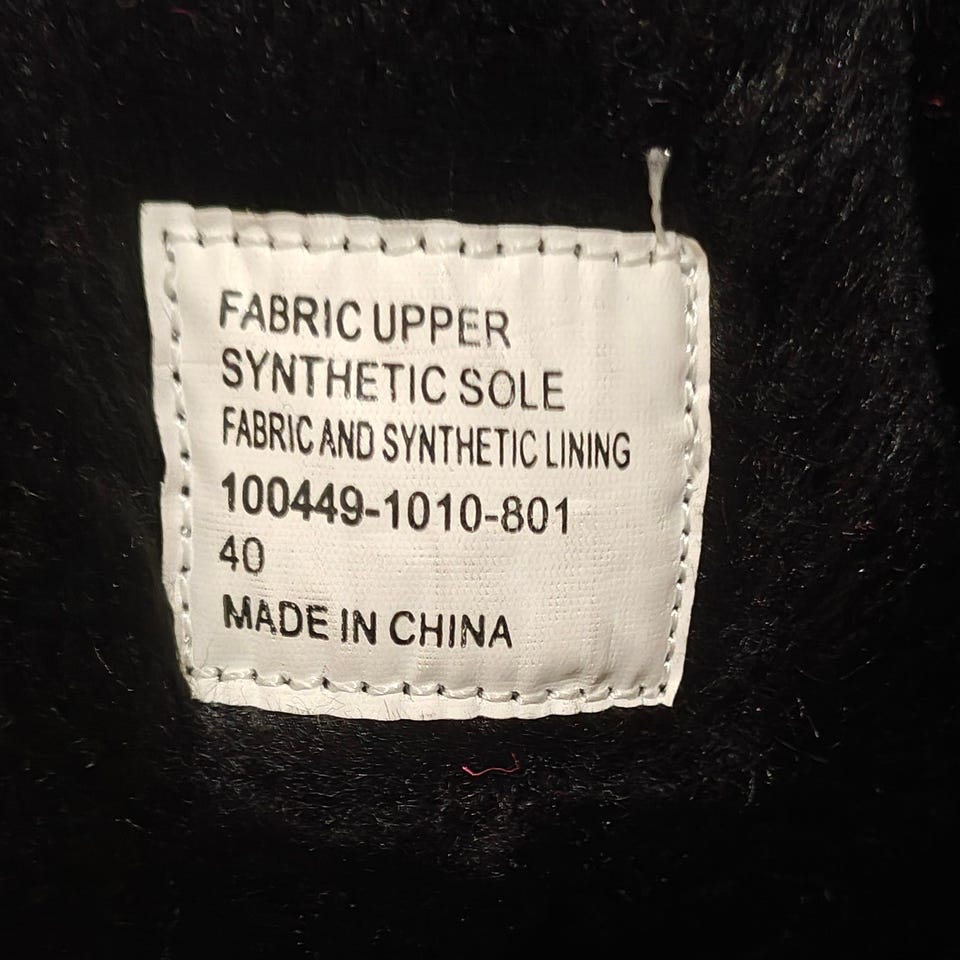 FABRIC UPPER
SYNTHETIC SOLE
FABRIC AND SYNTHETIC LINING
100449-1010-801
40
MADE IN CHINA